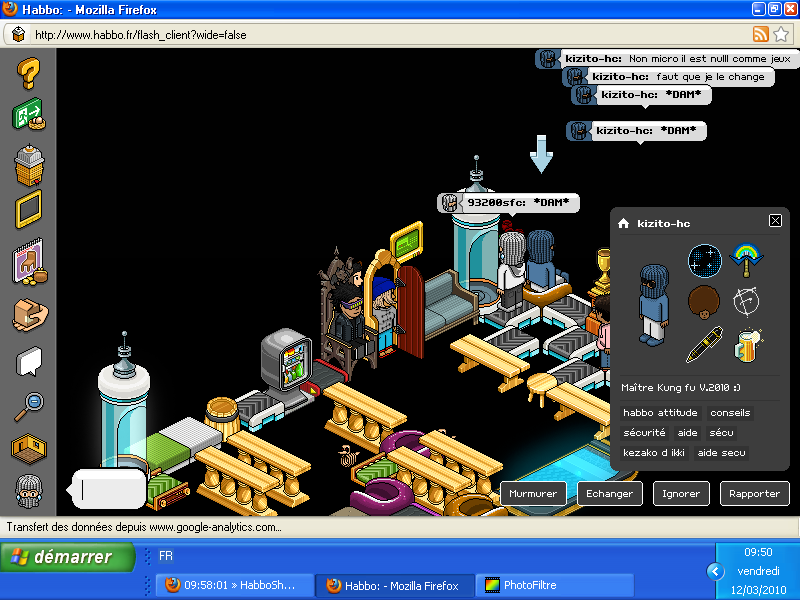 Habbo: - Mozilla Firefox
http://www.habbo.fr/flash_client?wide=false
kizito-hc: Non micro il est nulll comme jeux
kizito-hc: faut que je le change
kizito-hc: *DAM*
kizito-hc: *DAM*
93200sfc: *DAM*
kizito-hc
Maître Kung fu V.2010 :)
habbo attitude conseils
sécurité aide sécu
kezako d ikki aide secu
Murmurer Echanger Ignorer Rapporter
Transfert des données depuis www.google-analytics.com...
démarrer FR
09:58:01 » HabboSh... Habbo: - Mozilla Firefox PhotoFiltre
09:50
vendredi
12/03/2010